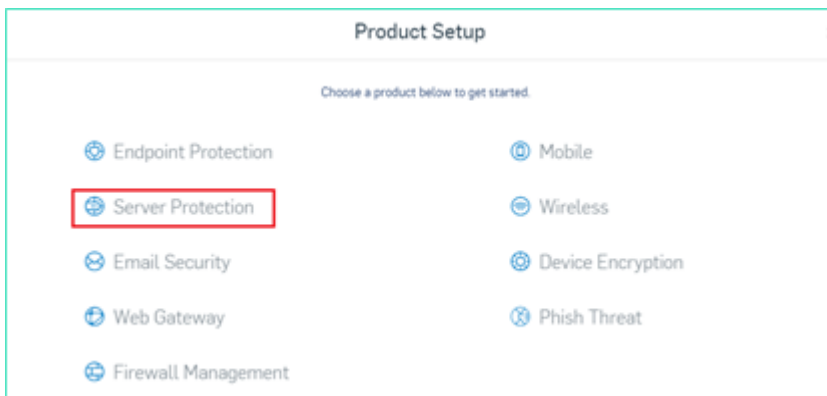 Product Setup
Choose a product below to get started.
Endpoint Protection
Mobile
Server Protection
Wireless
Email Security
Device Encryption
Web Gateway
Phish Threat
Firewall Management